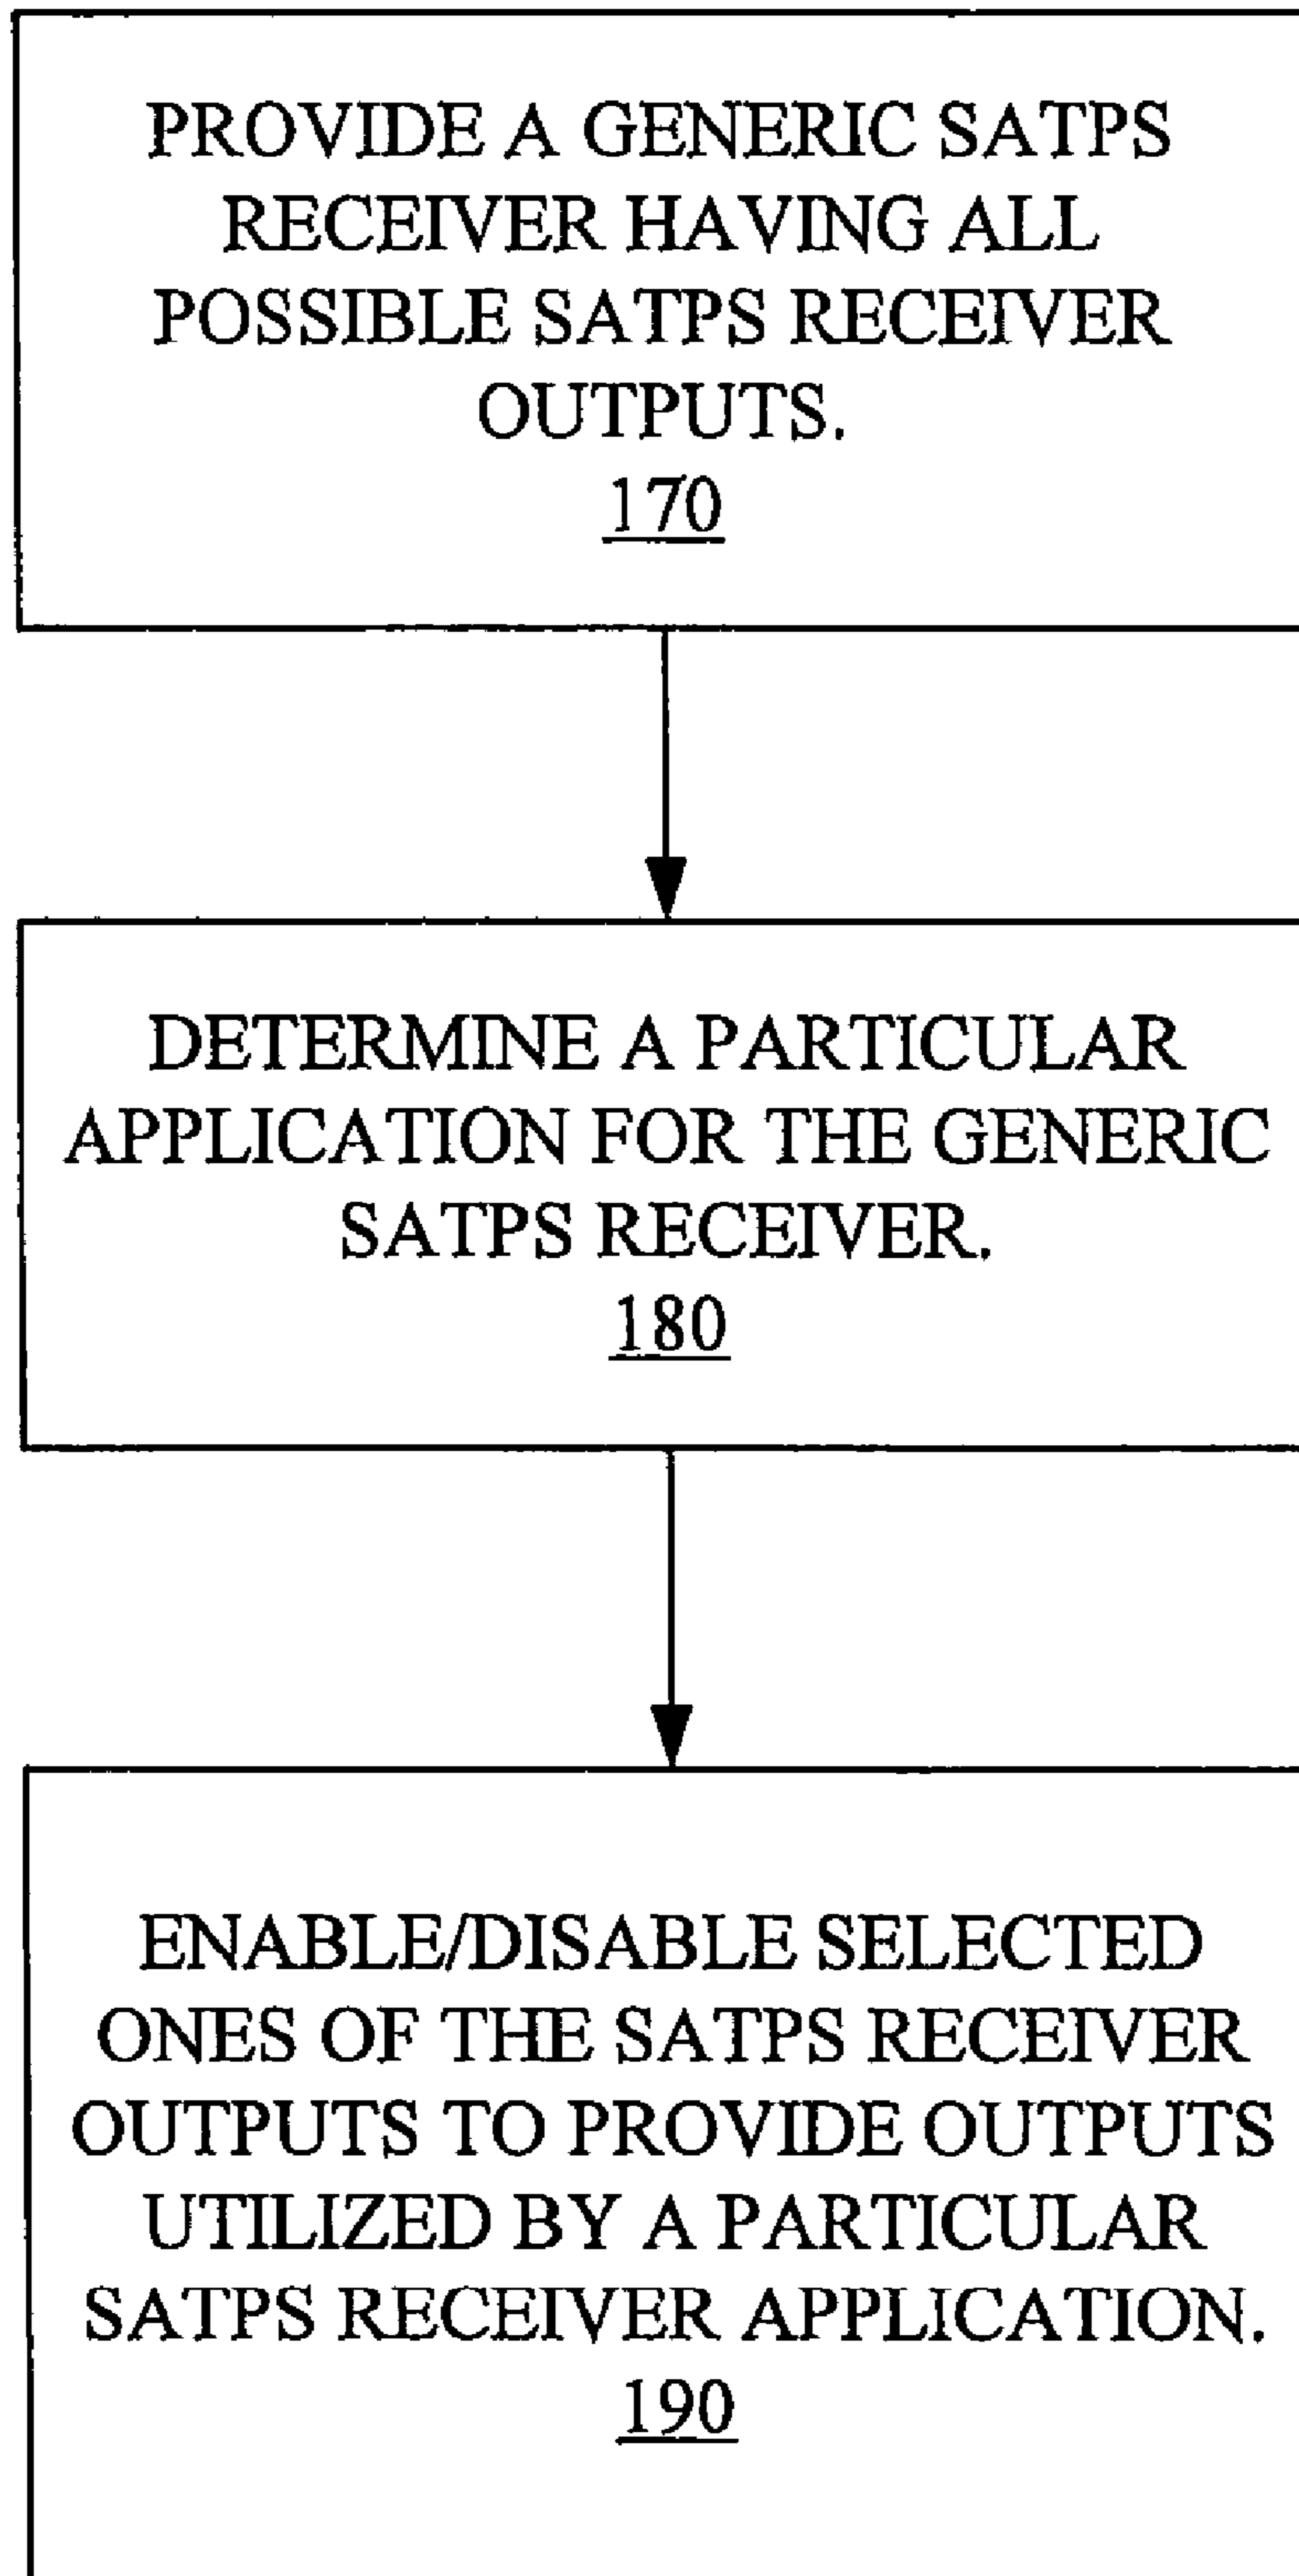 PROVIDE A GENERIC SATPS
RECEIVER HAVING ALL
POSSIBLE SATPS RECEIVER
OUTPUTS.
170
DETERMINE A PARTICULAR
APPLICATION FOR THE GENERIC
SATPS RECEIVER.
180
ENABLE/DISABLE SELECTED
ONES OF THE SATPS RECEIVER
OUTPUTS TO PROVIDE OUTPUTS
UTILIZED BY A PARTICULAR
SATPS RECEIVER APPLICATION.
190